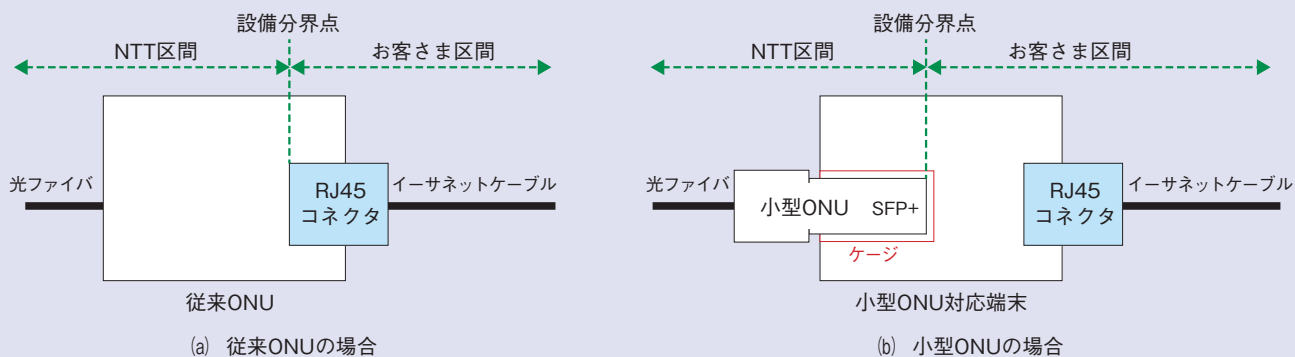 設備分界点
NTT区間
お客さま区間
光ファイバ
RJ45
コネクタ
イーサネットケーブル
従来ONU
(a) 従来ONUの場合
設備分界点
NTT区間
お客さま区間
光ファイバ
小型ONU
SFP+
ケージ
RJ45
コネクタ
イーサネットケーブル
小型ONU対応端末
(b) 小型ONUの場合